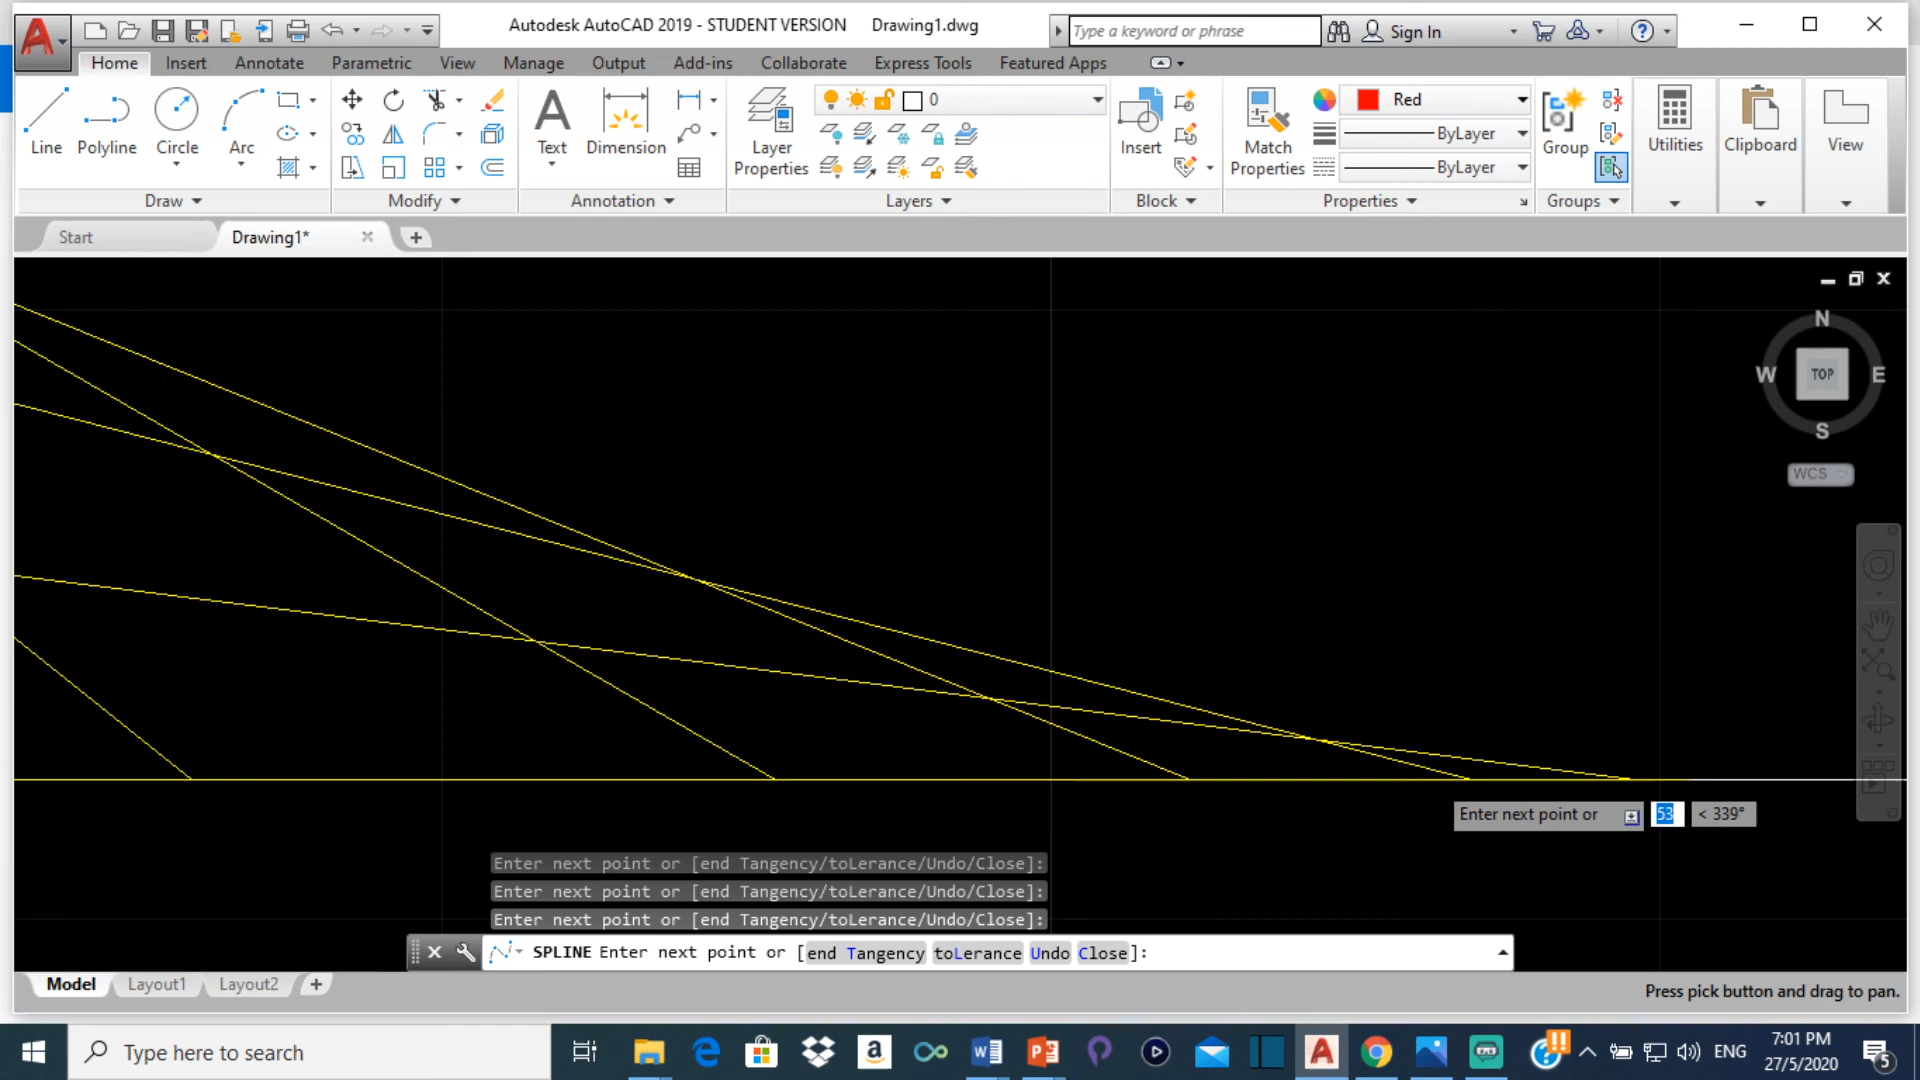 Autodesk AutoCAD 2019 - STUDENT VERSION Drawing1.dwg
Type a keyword or phrase
Sign In
Home Insert Annotate Parametric View Manage Output Add-ins Collaborate Express Tools Featured Apps
0
Red
Line Polyline Circle Arc
Text Dimension
Layer Properties
Insert
Match Properties
ByLayer
ByLayer
Group
Utilities
Clipboard
View
Draw Modify Annotation Layers Block Properties Groups
Start Drawing1*
N
W TOP E
S
WCS
Enter next point or 53 < 339°
Enter next point or [end Tangency/toLerance/Undo/Close]:
Enter next point or [end Tangency/toLerance/Undo/Close]:
Enter next point or [end Tangency/toLerance/Undo/Close]:
SPLINE Enter next point or [end Tangency toLerance Undo Close]:
Model Layout1 Layout2
Press pick button and drag to pan.
Type here to search
ENG
7:01 PM
27/5/2020
5